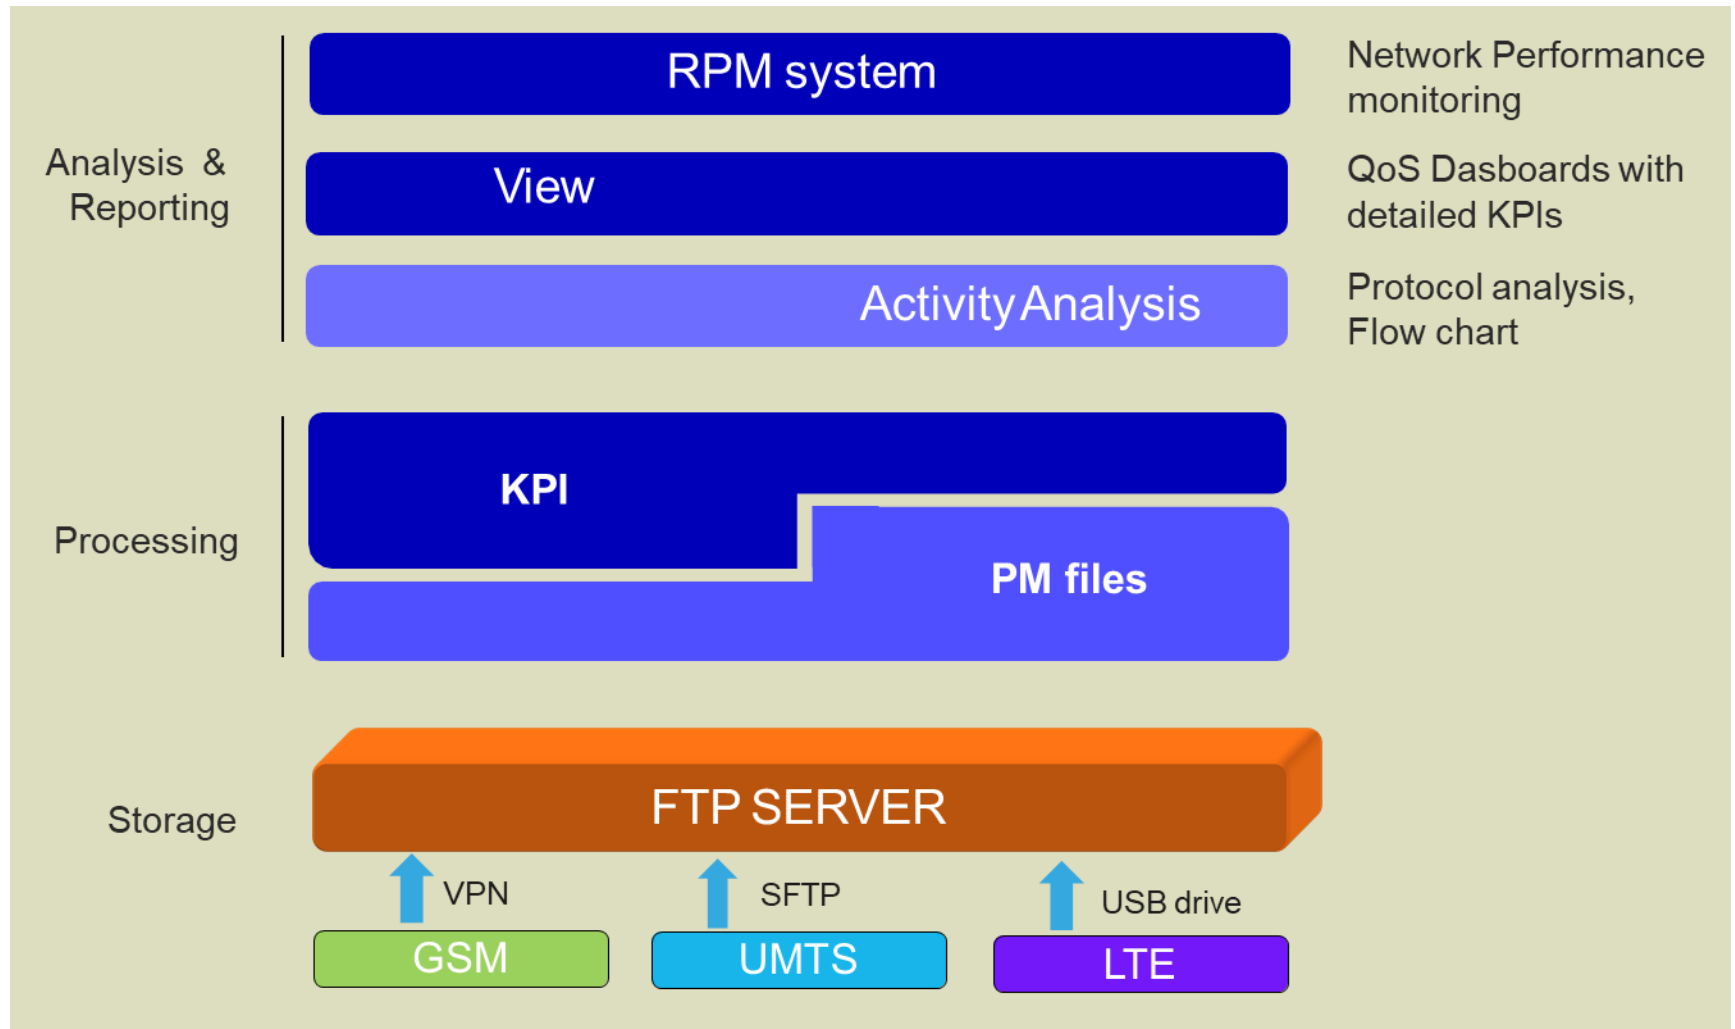 RPM system
Network Performance
monitoring
Analysis &
Reporting
View
QoS Dasboards with
detailed KPIs
Activity Analysis
Protocol analysis,
Flow chart
Processing
KPI
PM files
Storage
FTP SERVER
VPN
SFTP
USB drive
GSM
UMTS
LTE